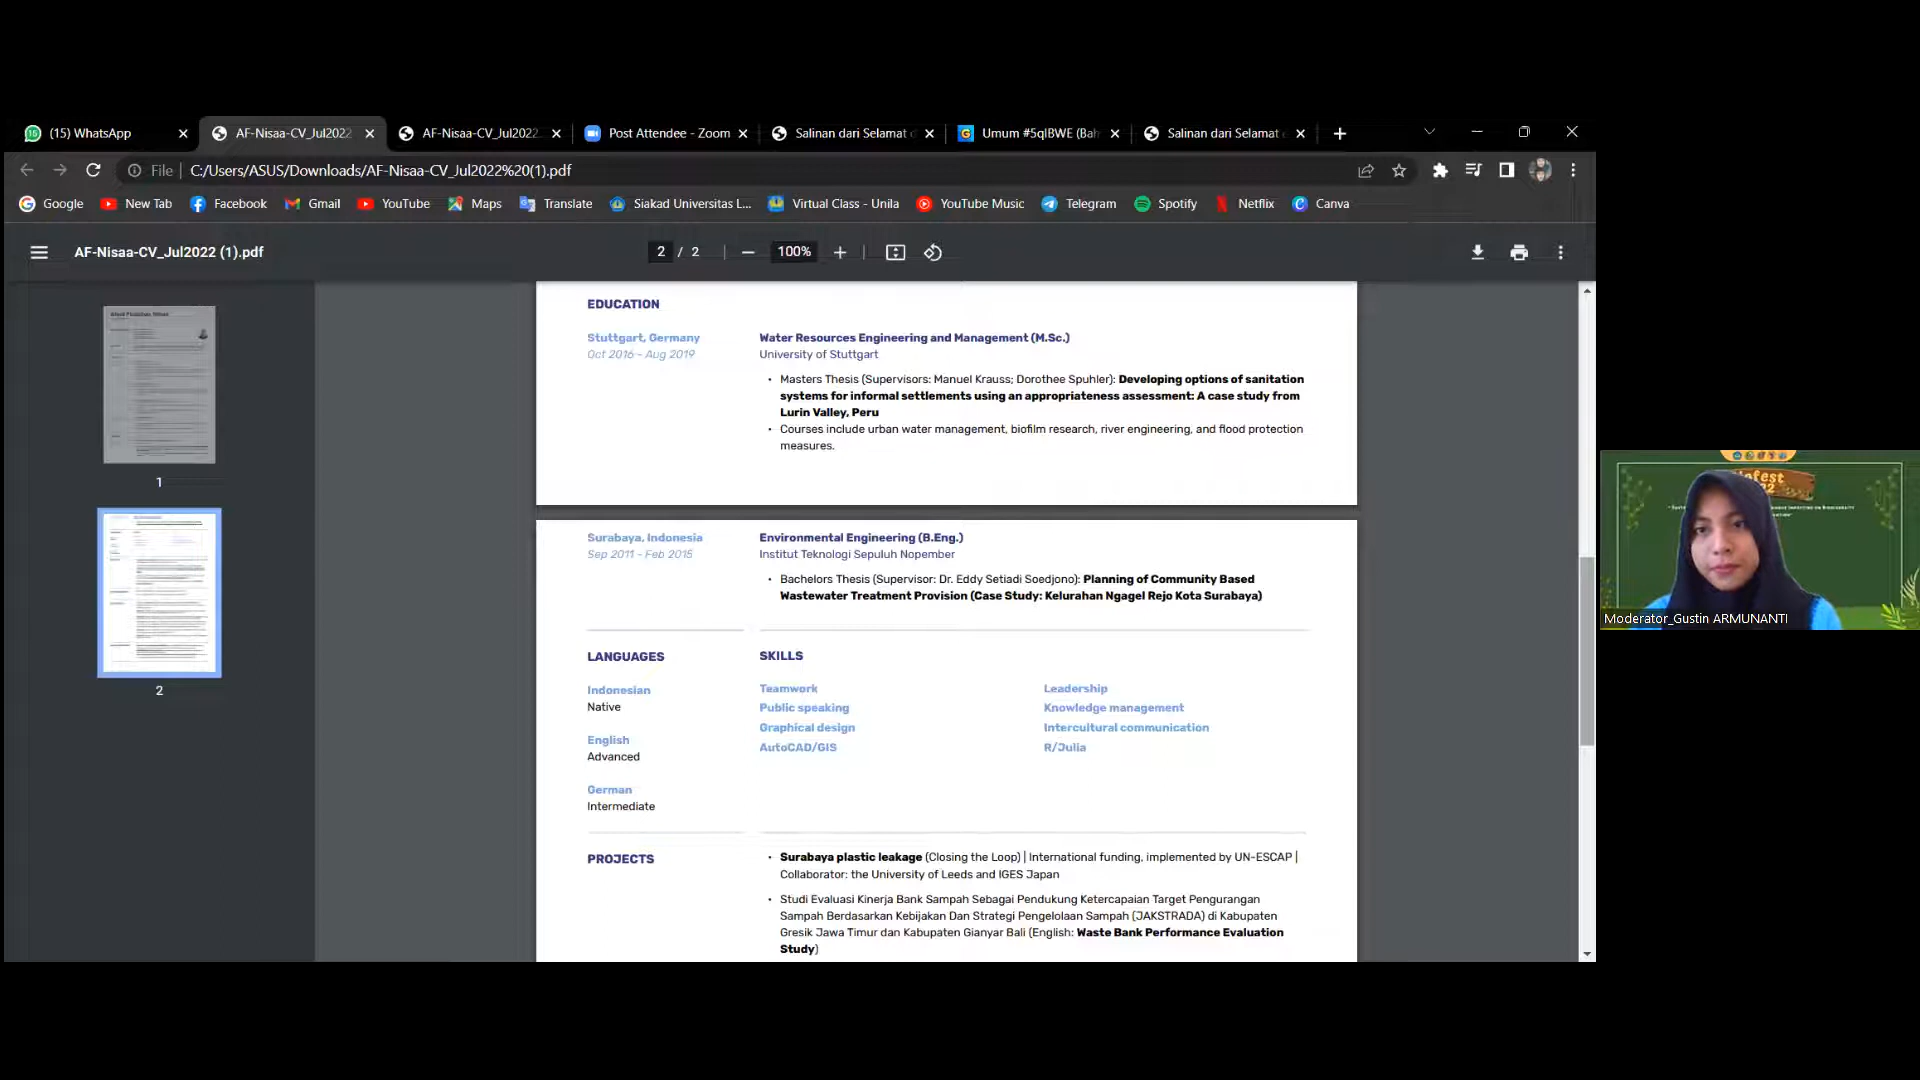 (15) WhatsApp
AF-Nisaa-CV_Jul2022
AF-Nisaa-CV_Jul2022
Post Attendee - Zoom
Salinan dari Selamat
Umum #5qlBWE (Bah
Salinan dari Selamat
File
C:/Users/ASUS/Downloads/AF-Nisaa-CV_Jul2022%20(1).pdf
Google
New Tab
Facebook
Gmail
YouTube
Maps
Translate
Siakad Universitas L...
Virtual Class - Unila
YouTube Music
Telegram
Spotify
Netflix
Canva
AF-Nisaa-CV_Jul2022 (1).pdf
2 / 2
100%
1
2
EDUCATION
Stuttgart, Germany
Oct 2016 - Aug 2019
Water Resources Engineering and Management (M.Sc.)
University of Stuttgart
• Masters Thesis (Supervisors: Manuel Krauss; Dorothee Spuhler): Developing options of sanitation
systems for informal settlements using an appropriateness assessment: A case study from
Lurin Valley, Peru
• Courses include urban water management, biofilm research, river engineering, and flood protection
measures.
Surabaya, Indonesia
Sep 2011 - Feb 2015
Environmental Engineering (B.Eng.)
Institut Teknologi Sepuluh Nopember
• Bachelors Thesis (Supervisor: Dr. Eddy Setiadi Soedjono): Planning of Community Based
Wastewater Treatment Provision (Case Study: Kelurahan Ngagel Rejo Kota Surabaya)
LANGUAGES
Indonesian
Native
English
Advanced
German
Intermediate
SKILLS
Teamwork
Public speaking
Graphical design
AutoCAD/GIS
Leadership
Knowledge management
Intercultural communication
R/Julia
PROJECTS
• Surabaya plastic leakage (Closing the Loop) | International funding, implemented by UN-ESCAP |
Collaborator: the University of Leeds and IGES Japan
• Studi Evaluasi Kinerja Bank Sampah Sebagai Pendukung Ketercapaian Target Pengurangan
Sampah Berdasarkan Kebijakan Dan Strategi Pengelolaan Sampah (JAKSTRADA) di Kabupaten
Gresik Jawa Timur dan Kabupaten Gianyar Bali (English: Waste Bank Performance Evaluation
Study)
Moderator_Gustin ARMUNANTI